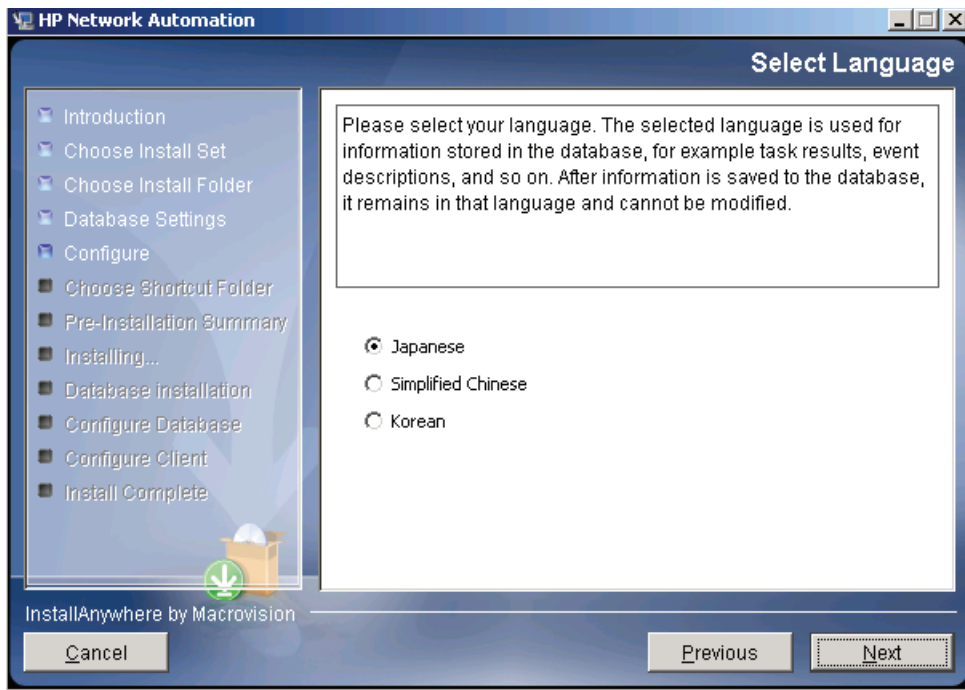 HP Network Automation
Select Language
Introduction
Choose Install Set
Choose Install Folder
Database Settings
Configure
Choose Shortcut Folder
Pre-Installation Summary
Installing...
Database installation
Configure Database
Configure Client
Install Complete
Please select your language. The selected language is used for
information stored in the database, for example task results, event
descriptions, and so on. After information is saved to the database,
it remains in that language and cannot be modified.
Japanese
Simplified Chinese
Korean
InstallAnywhere by Macrovision
Cancel
Previous
Next